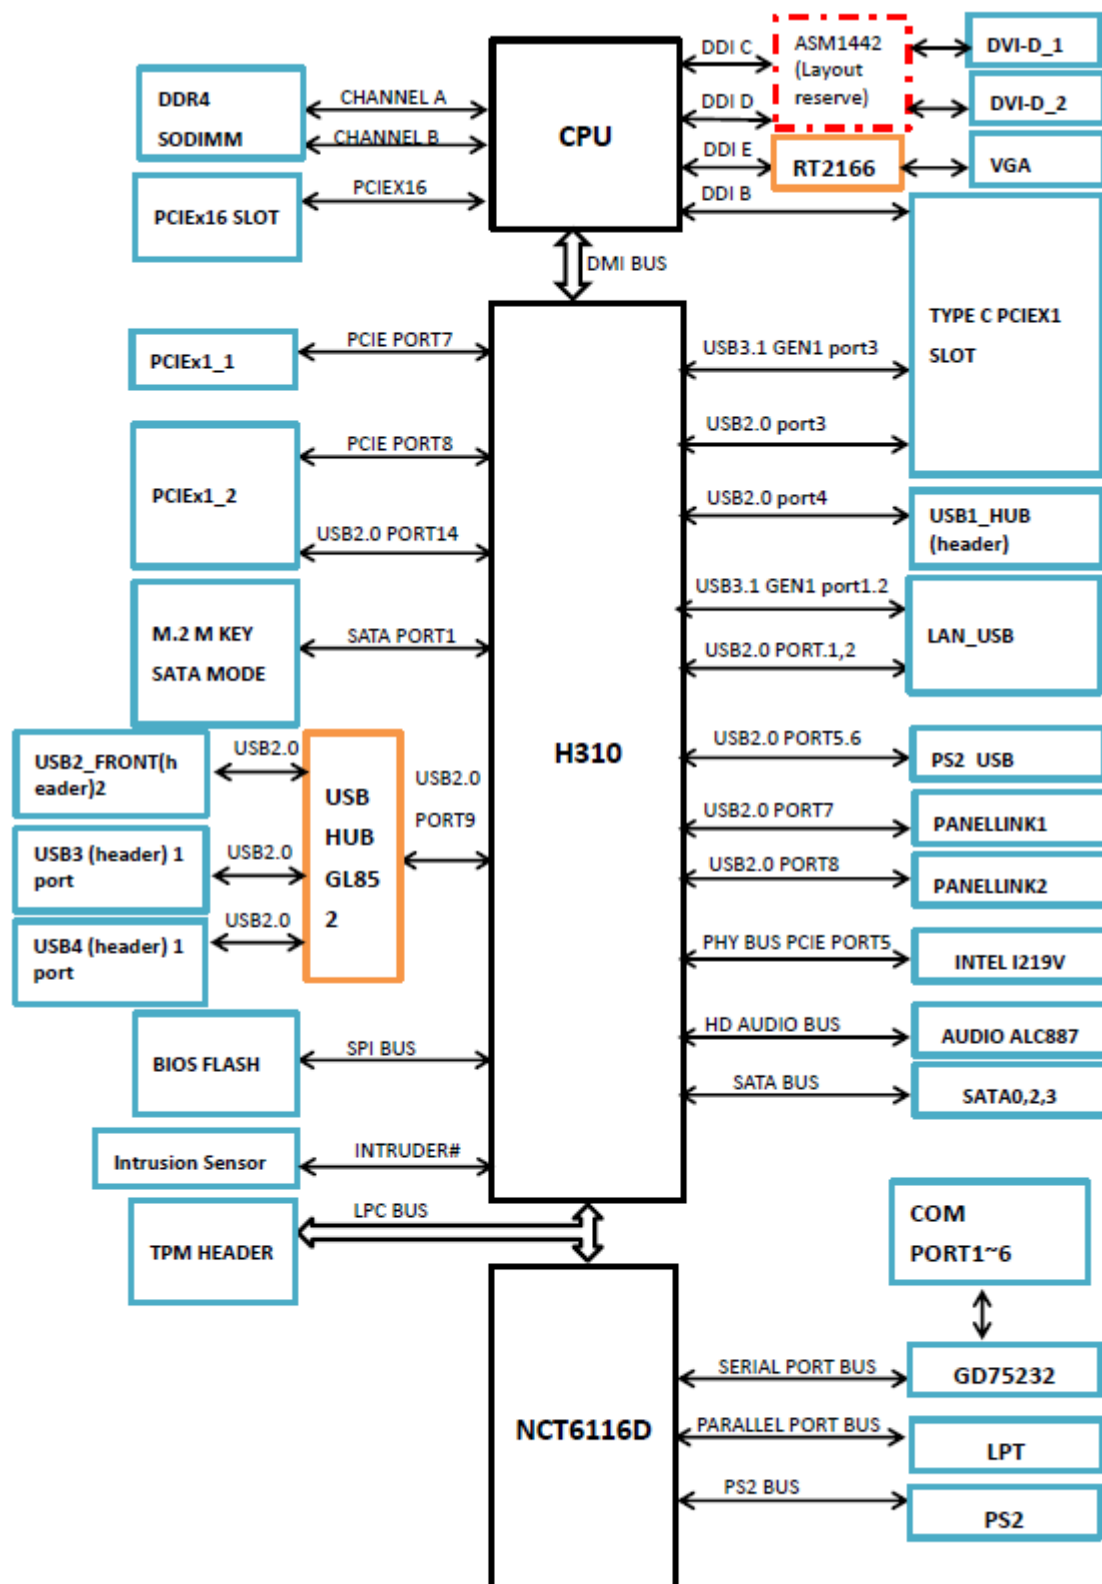 DDR4
SODIMM
CHANNEL A
CHANNEL B
PCIEx16 SLOT
PCIEX16
CPU
DDI C
DDI D
DDI E
DDI B
ASM1442
(Layout
reserve)
RT2166
DVI-D_1
DVI-D_2
VGA
DMI BUS
TYPE C PCIEX1
SLOT
PCIEx1_1
PCIE PORT7
USB3.1 GEN1 port3
PCIEx1_2
PCIE PORT8
USB2.0 PORT14
USB2.0 port3
USB2.0 port4
USB1_HUB
(header)
M.2 M KEY
SATA MODE
SATA PORT1
USB3.1 GEN1 port1.2
USB2.0 PORT.1,2
LAN_USB
H310
USB2_FRONT(h
eader)2
USB2.0
USB3 (header) 1
port
USB2.0
USB4 (header) 1
port
USB2.0
USB
HUB
GL85
2
USB2.0
PORT9
USB2.0 PORT5.6
PS2_USB
USB2.0 PORT7
PANELLINK1
USB2.0 PORT8
PANELLINK2
PHY BUS PCIE PORT5
INTEL I219V
BIOS FLASH
SPI BUS
HD AUDIO BUS
AUDIO ALC887
SATA BUS
SATA0,2,3
Intrusion Sensor
INTRUDER#
TPM HEADER
LPC BUS
COM
PORT1~6
NCT6116D
SERIAL PORT BUS
GD75232
PARALLEL PORT BUS
LPT
PS2 BUS
PS2